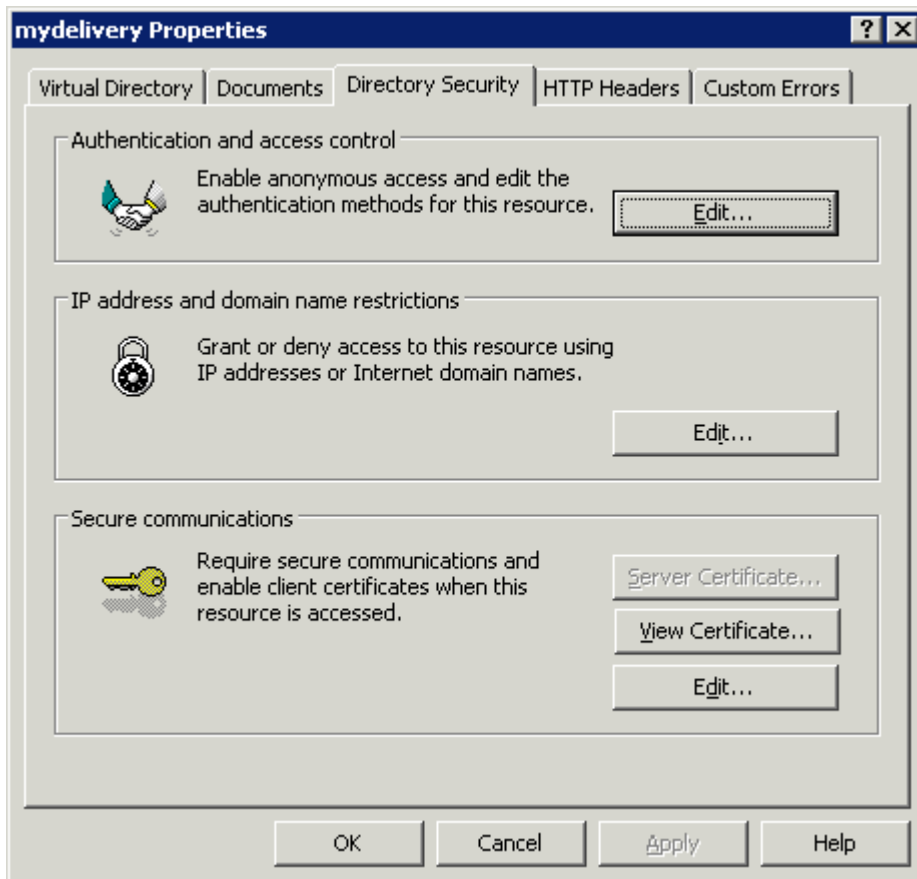 mydelivery Properties
Virtual Directory
Documents
Directory Security
HTTP Headers
Custom Errors
Authentication and access control
Enable anonymous access and edit the
authentication methods for this resource.
Edit...
IP address and domain name restrictions
Grant or deny access to this resource using
IP addresses or Internet domain names.
Edit...
Secure communications
Require secure communications and
enable client certificates when this
resource is accessed.
Server Certificate...
View Certificate...
Edit...
OK
Cancel
Apply
Help